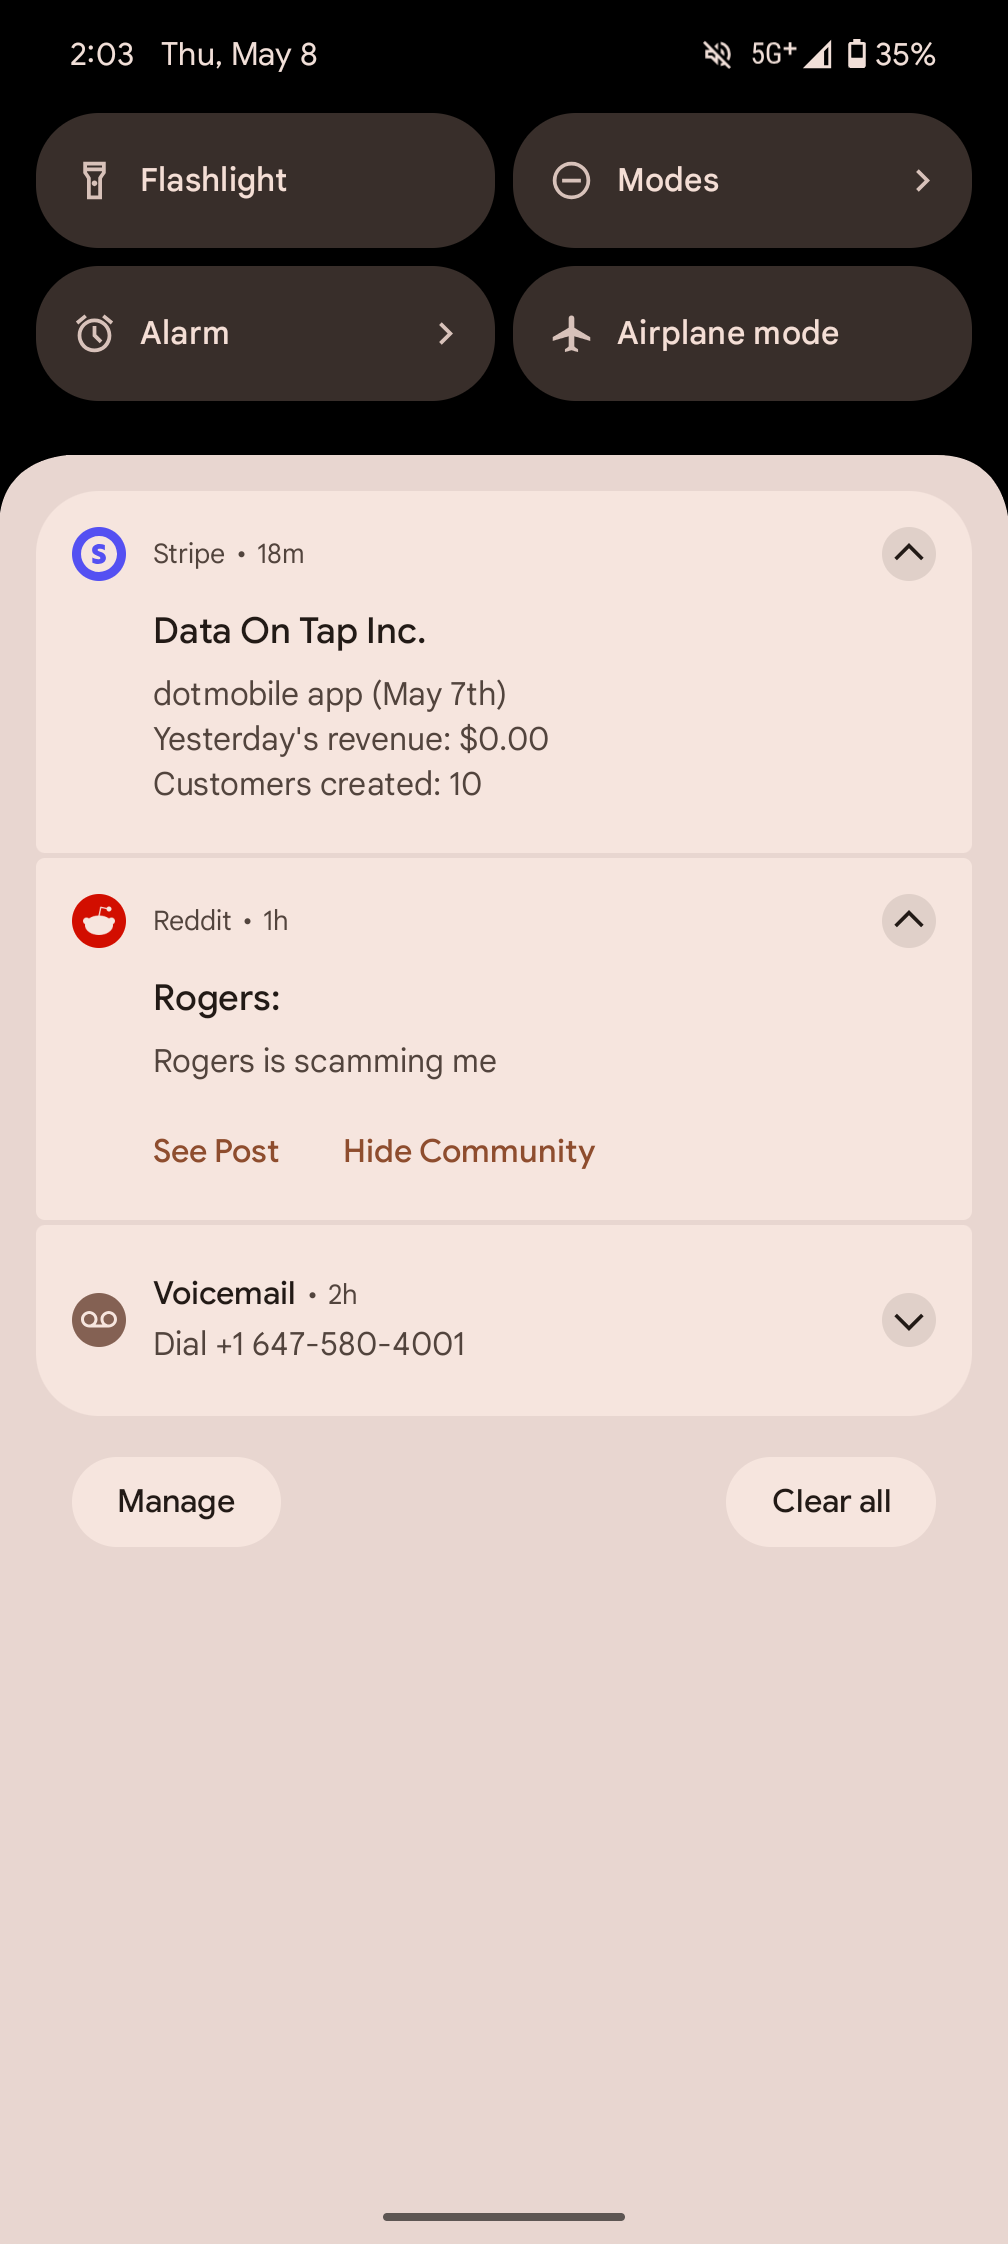 2:03 Thu, May 8 5G+ 35%
Flashlight Modes
Alarm Airplane mode
Stripe • 18m
Data On Tap Inc.
dotmobile app (May 7th)
Yesterday's revenue: $0.00
Customers created: 10
Reddit • 1h
Rogers:
Rogers is scamming me
See Post Hide Community
Voicemail • 2h
Dial +1 647-580-4001
Manage Clear all